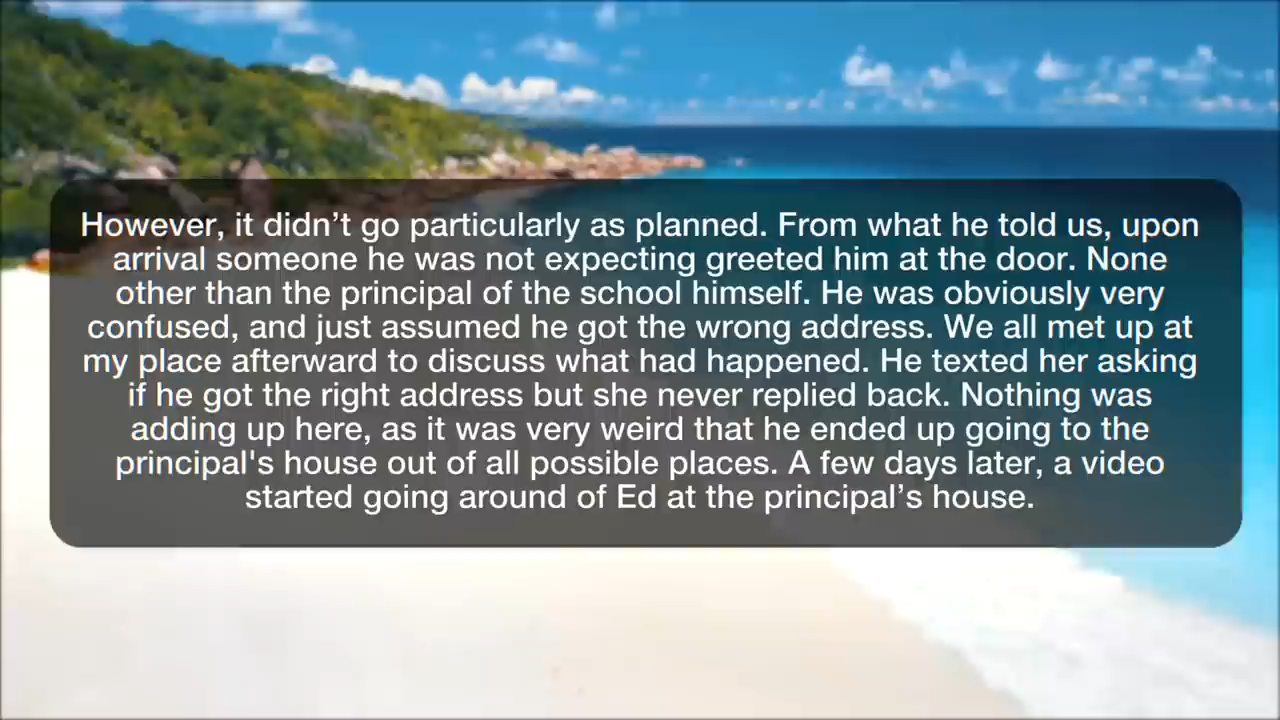 However, it didn’t go particularly as planned. From what he told us, upon
arrival someone he was not expecting greeted him at the door. None
other than the principal of the school himself. He was obviously very
confused, and just assumed he got the wrong address. We all met up at
my place afterward to discuss what had happened. He texted her asking
if he got the right address but she never replied back. Nothing was
adding up here, as it was very weird that he ended up going to the
principal's house out of all possible places. A few days later, a video
started going around of Ed at the principal’s house.